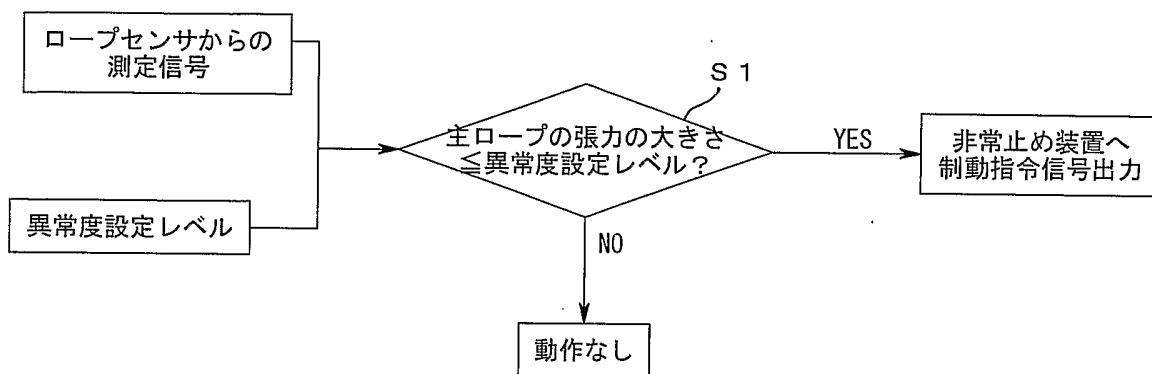 ロープセンサからの
測定信号
異常度設定レベル
S1
主ロープの張力の大きさ
≦異常度設定レベル？
YES
非常止め装置へ
制動指令信号出力
NO
動作なし